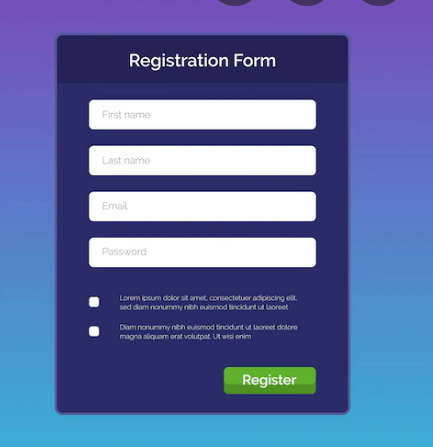 Registration Form
First name
Last name
Email
Password
Lorem ipsum dolor sit amet, consectetuer adipiscing elit,
sed diam nonummy nibh euismod tincidunt ut laoreet
Diam nonummy nibh euismod tincidunt ut laoreet dolore
magna aliquam erat volutpat. Ut wisi enim
Register